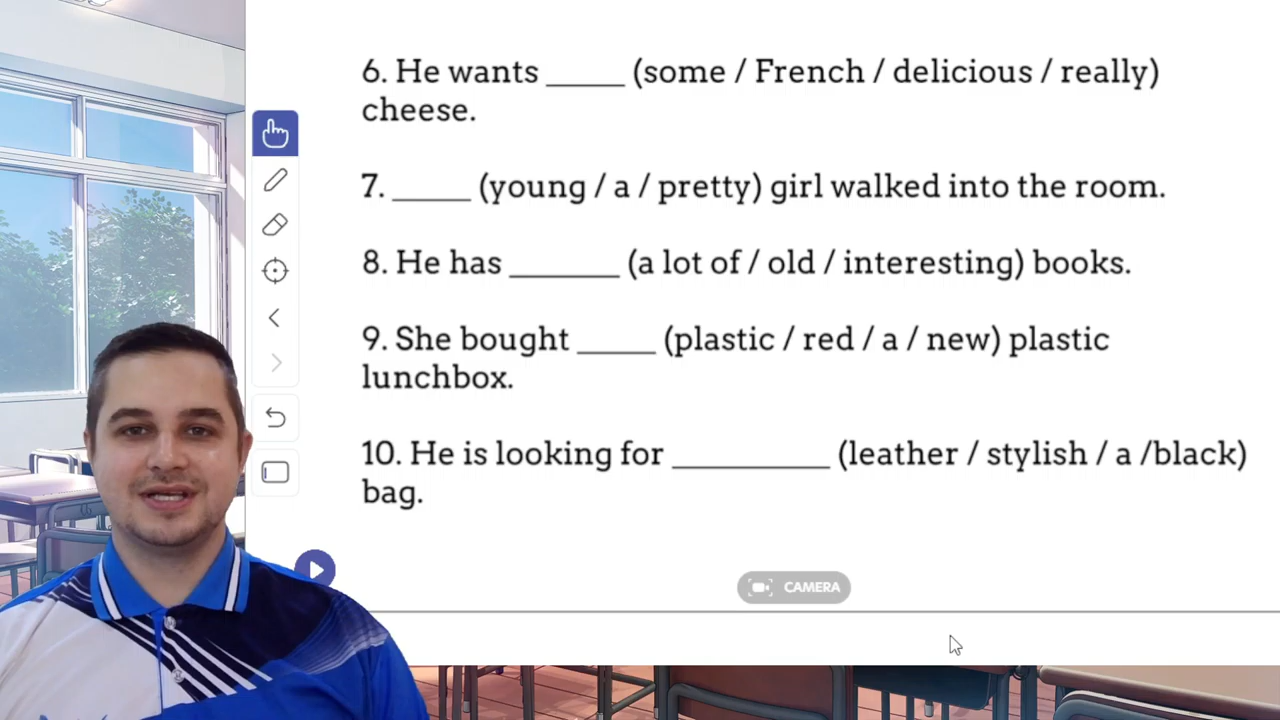 6. He wants _____ (some / French / delicious / really)
cheese.
7. _____ (young / a / pretty) girl walked into the room.
8. He has _______ (a lot of / old / interesting) books.
9. She bought _____ (plastic / red / a / new) plastic
lunchbox.
10. He is looking for __________ (leather / stylish / a /black)
bag.
CAMERA